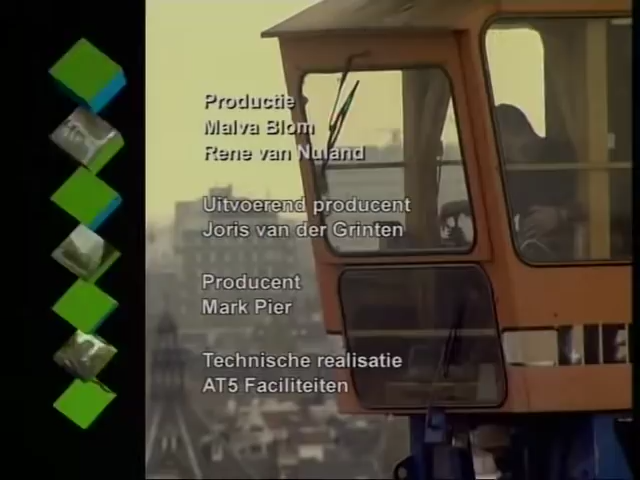 Productie
Malva Blom
Rene van Nuland
Uitvoerend producent
Joris van der Grinten
Producent
Mark Pier
Technische realisatie
AT5 Faciliteiten